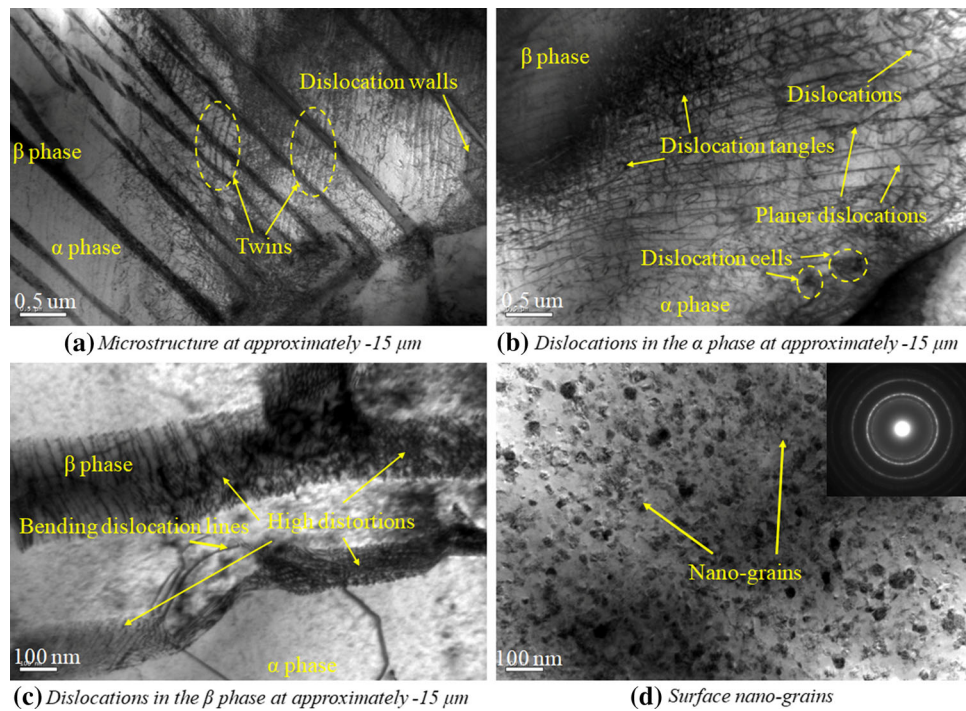 Dislocation walls
β phase
Twins
α phase
0.5 um
(a) Microstructure at approximately -15 μm
β phase
Dislocations
Dislocation tangles
Planer dislocations
Dislocation cells
0.5 um
α phase
(b) Dislocations in the α phase at approximately -15 μm
β phase
Bending dislocation lines
High distortions
100 nm
α phase
(c) Dislocations in the β phase at approximately -15 μm
Nano-grains
100 nm
(d) Surface nano-grains